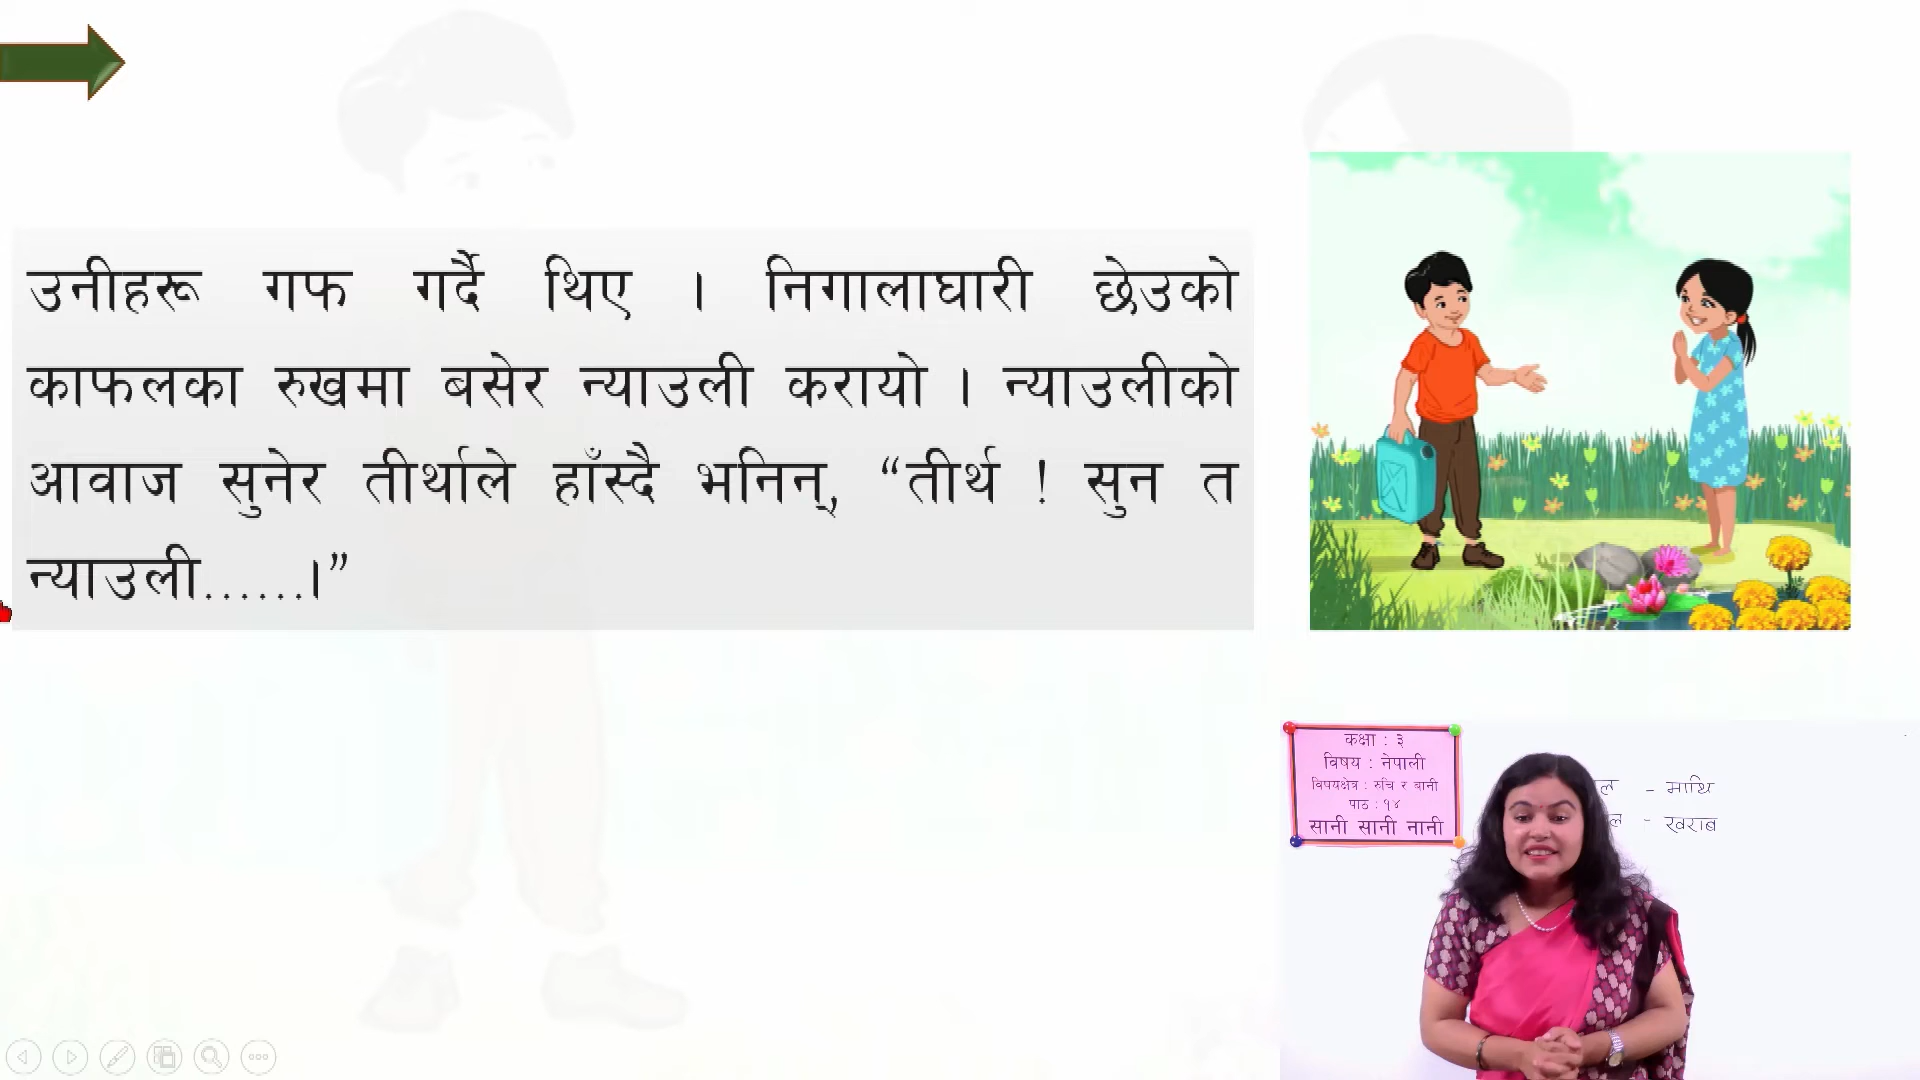 उनीहरू गफ गर्दै थिए । निगालाघारी छेउको
काफलका रुखमा बसेर न्याउली करायो । न्याउलीको
आवाज सुनेर तीर्थाले हाँस्दै भनिन्, “तीर्थ ! सुन त
न्याउली......।”
कक्षा : ३
विषय : नेपाली
विषयक्षेत्र : रुचि र बानी
पाठ : १४
सानी सानी नानी
- माथि
- खराब